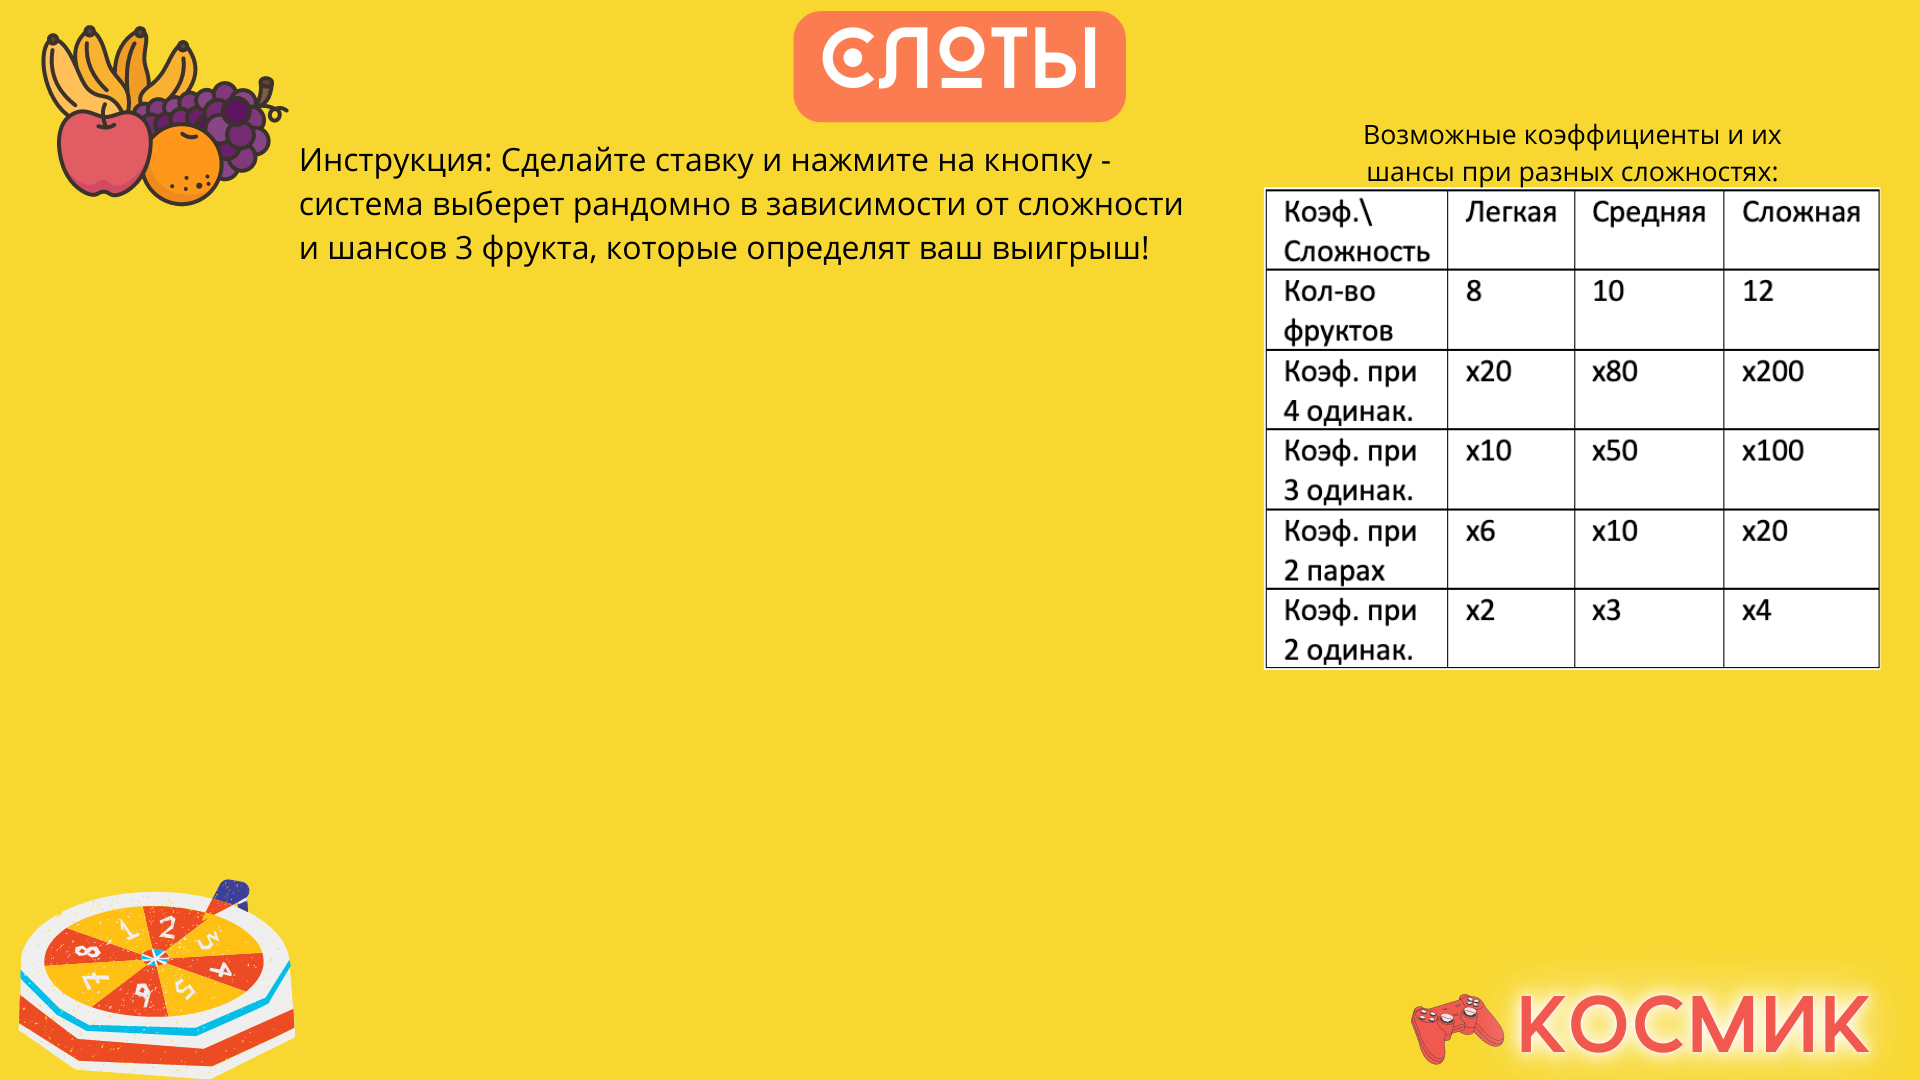 СЛОТЫ
Инструкция: Сделайте ставку и нажмите на кнопку -
система выберет рандомно в зависимости от сложности
и шансов 3 фрукта, которые определят ваш выигрыш!
Возможные коэффициенты и их
шансы при разных сложностях:
Коэф.\ Легкая Средняя Сложная
Сложность
Кол-во 8 10 12
фруктов
Коэф. при x20 x80 x200
4 одинак.
Коэф. при x10 x50 x100
3 одинак.
Коэф. при x6 x10 x20
2 парах
Коэф. при x2 x3 x4
2 одинак.
1 2 3 4 5 6 7 8
КОСМИК